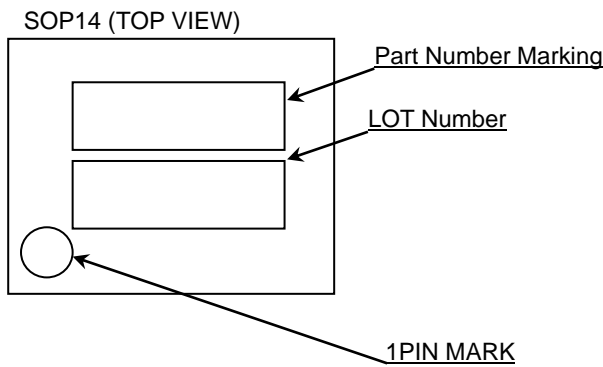 SOP14 (TOP VIEW)
Part Number Marking
LOT Number
1PIN MARK